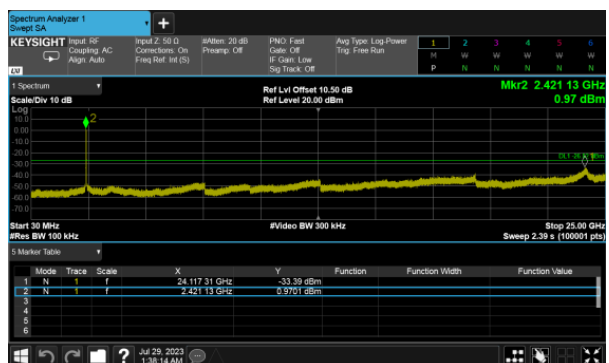 Spectrum Analyzer 1
Swept SA
KEYSIGHT Input: RF Input Z: 50 Ω #Atten: 20 dB PNO: Fast Avg Type: Log-Power 1 2 3 4 5 6
Coupling: AC Corrections: On Preamp: Off Gate: Off Trig: Free Run M W W W W W
Align: Auto Freq Ref: Int (S) IF Gain: Low P N N N N N
Sig Track: Off
LXI
1 Spectrum Ref Lvl Offset 10.50 dB Mkr2 2.421 13 GHz
Scale/Div 10 dB Ref Level 20.00 dBm 0.97 dBm
Log
10.0
2
0.00
-10.0
-20.0
-30.0
-40.0
-50.0
-60.0
-70.0
Start 30 MHz #Video BW 300 kHz Stop 25.00 GHz
#Res BW 100 kHz Sweep 2.39 s (100001 pts)
5 Marker Table
Mode Trace Scale X Y Function Function Width Function Value
1 N 1 f 24.117 31 GHz -33.39 dBm
2 N 1 f 2.421 13 GHz 0.9701 dBm
3
4
5
6
? Jul 29, 2023
1:38:14 AM